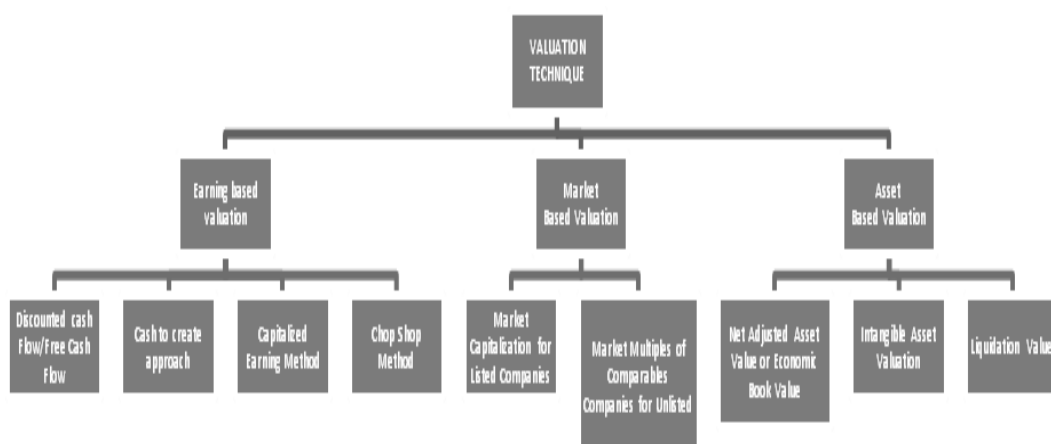 VALUATION
TECHNIQUE
Earning based
valuation
Market
Based Valuation
Asset
Based Valuation
Discounted cash
Flow/Free Cash
Flow
Cash to create
approach
Capitalized
Earning Method
Chop Shop
Method
Market
Capitalization for
Listed Companies
Market Multiples of
Comparables
Companies for Unlisted
Net Adjusted Asset
Value or Economic
Book Value
Intangible Asset
Valuation
Liquidation Value